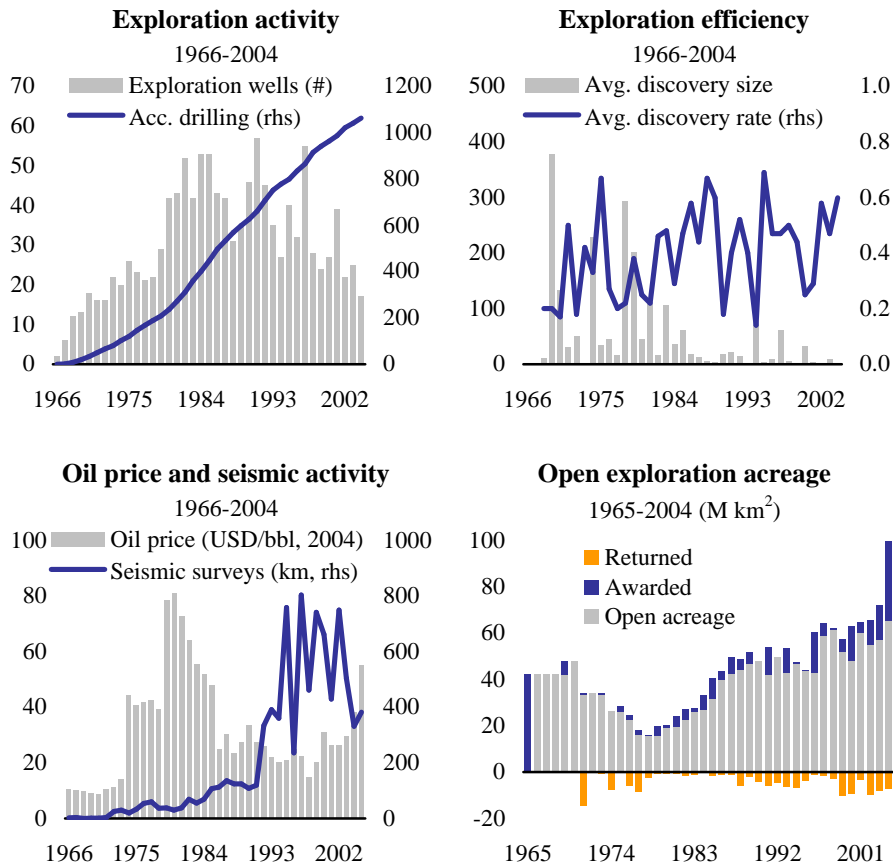 Exploration activity
1966-2004
Exploration wells (#)
Acc. drilling (rhs)
70
60
50
40
30
20
10
0
1200
1000
800
600
400
200
0
1966 1975 1984 1993 2002
Exploration efficiency
1966-2004
Avg. discovery size
Avg. discovery rate (rhs)
500
400
300
200
100
0
1.0
0.8
0.6
0.4
0.2
0.0
1966 1975 1984 1993 2002
Oil price and seismic activity
1966-2004
Oil price (USD/bbl, 2004)
Seismic surveys (km, rhs)
100
80
60
40
20
0
1000
800
600
400
200
0
1966 1975 1984 1993 2002
Open exploration acreage
1965-2004 (M km²)
Returned
Awarded
Open acreage
100
80
60
40
20
0
-20
1965 1974 1983 1992 2001